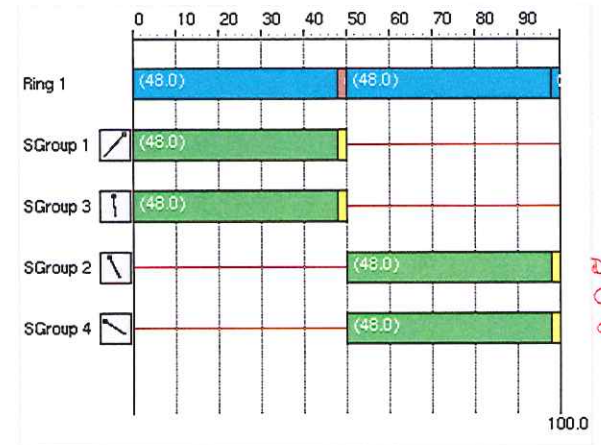 0 10 20 30 40 50 60 70 80 90
Ring 1 (48.0) (48.0)
SGroup 1 (48.0)
SGroup 3 (48.0)
SGroup 2 (48.0)
SGroup 4 (48.0)
100.0